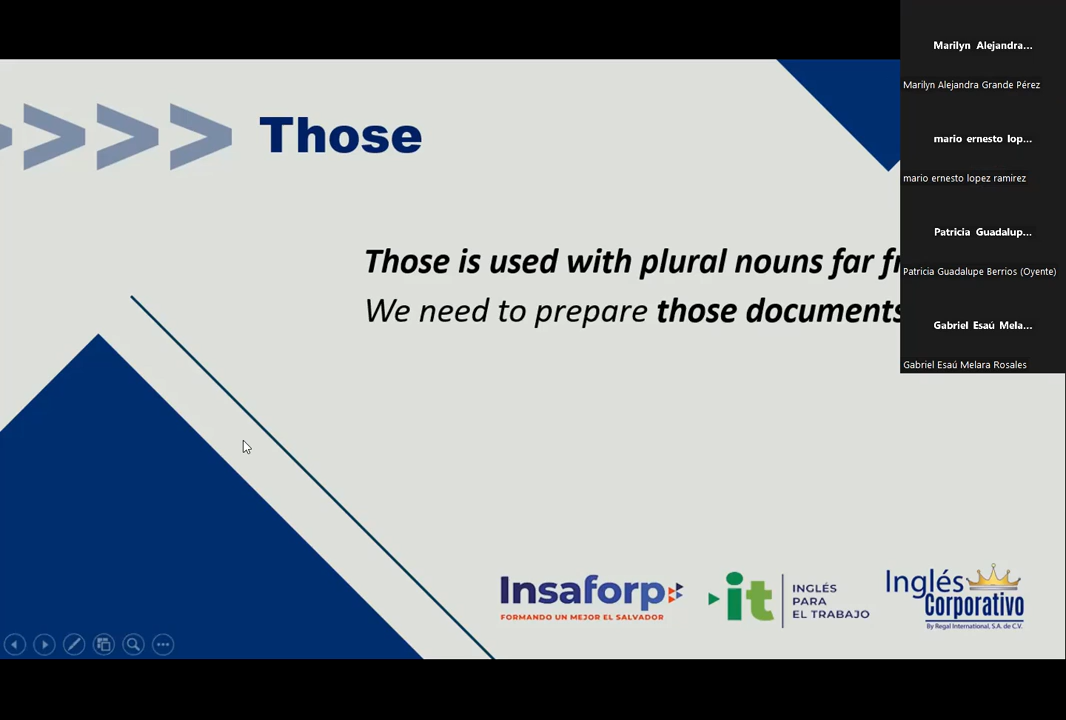 Those
Those is used with plural nouns far
We need to prepare those documents
Insaforp
FORMANDO UN MEJOR EL SALVADOR
it
INGLÉS
PARA
EL TRABAJO
Inglés
Corporativo
By Regal International, S.A. de C.V.
Marilyn Alejandra...
Marilyn Alejandra Grande Pérez
mario ernesto lop...
mario ernesto lopez ramirez
Patricia Guadalup...
Patricia Guadalupe Berrios (Oyente)
Gabriel Esaú Mela...
Gabriel Esaú Melara Rosales